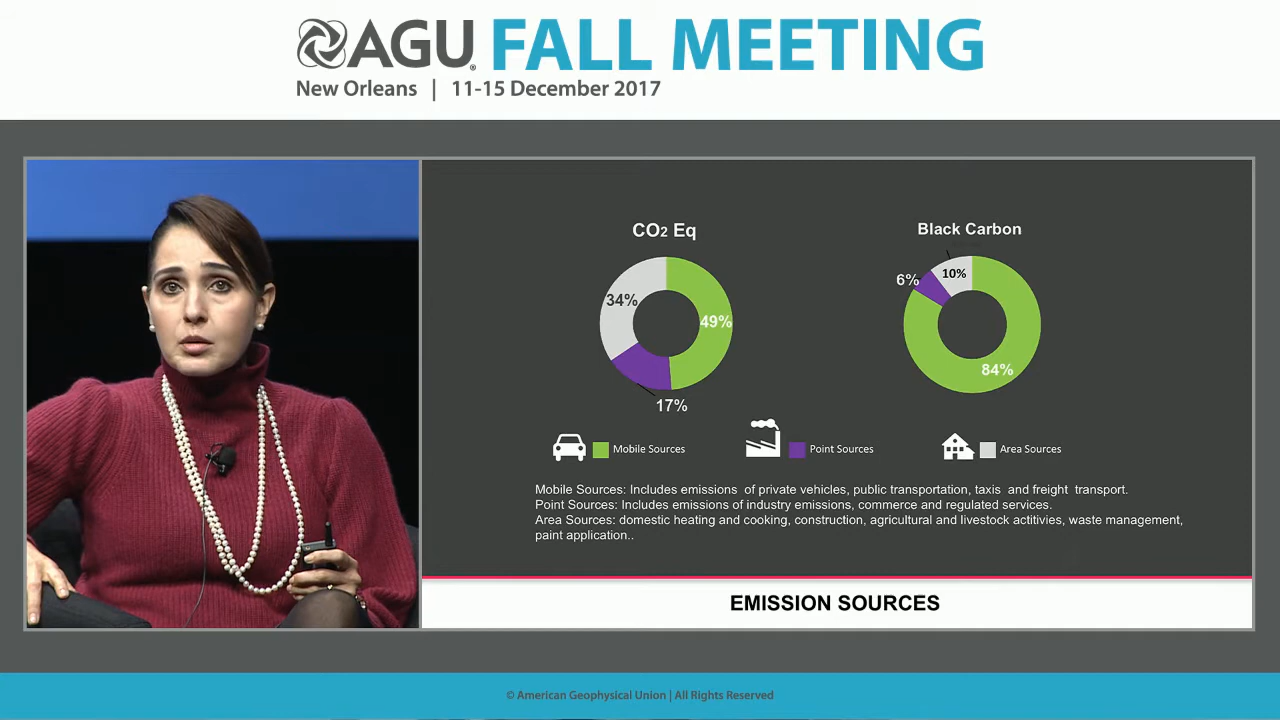 AGU FALL MEETING
New Orleans | 11-15 December 2017
CO2 Eq
Black Carbon
34%
49%
17%
6%
10%
84%
Mobile Sources
Point Sources
Area Sources
Mobile Sources: Includes emissions of private vehicles, public transportation, taxis and freight transport.
Point Sources: Includes emissions of industry emissions, commerce and regulated services.
Area Sources: domestic heating and cooking, construction, agricultural and livestock actitivies, waste management,
paint application..
EMISSION SOURCES
© American Geophysical Union | All Rights Reserved